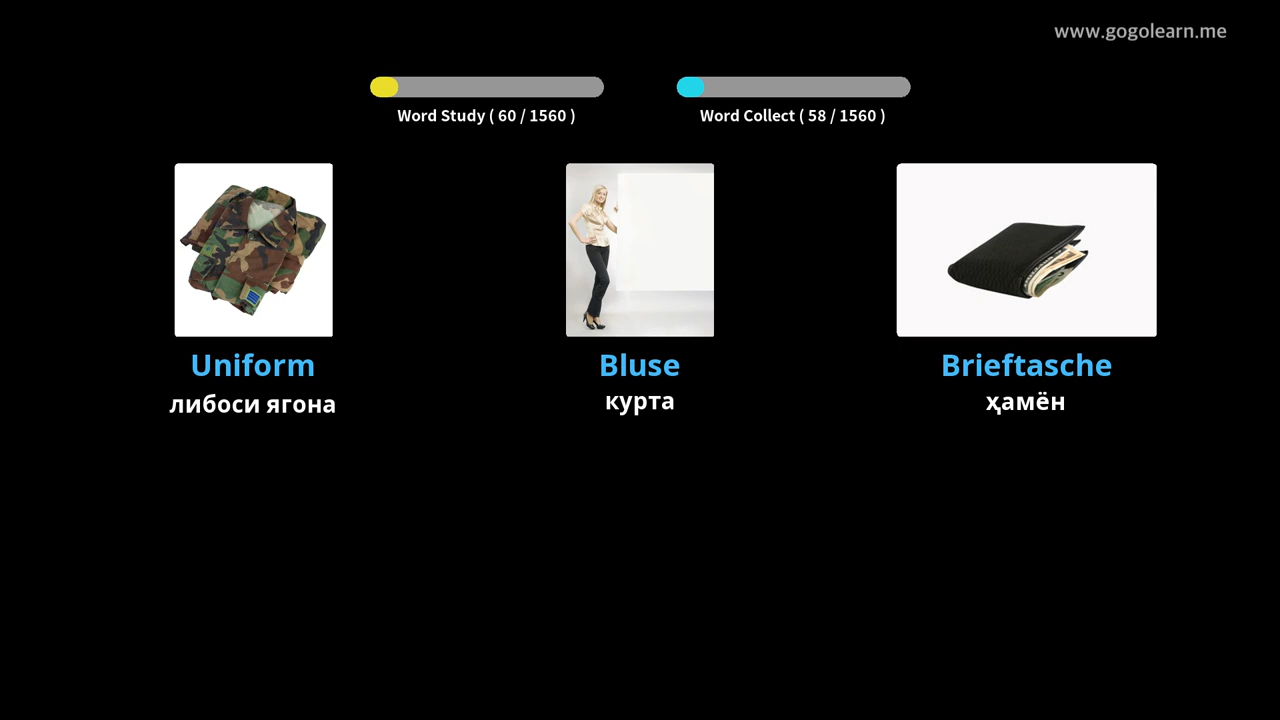 www.gogolearn.me
Word Study ( 60 / 1560 )
Word Collect ( 58 / 1560 )
Uniform
либоси ягона
Bluse
курта
Brieftasche
ҳамён